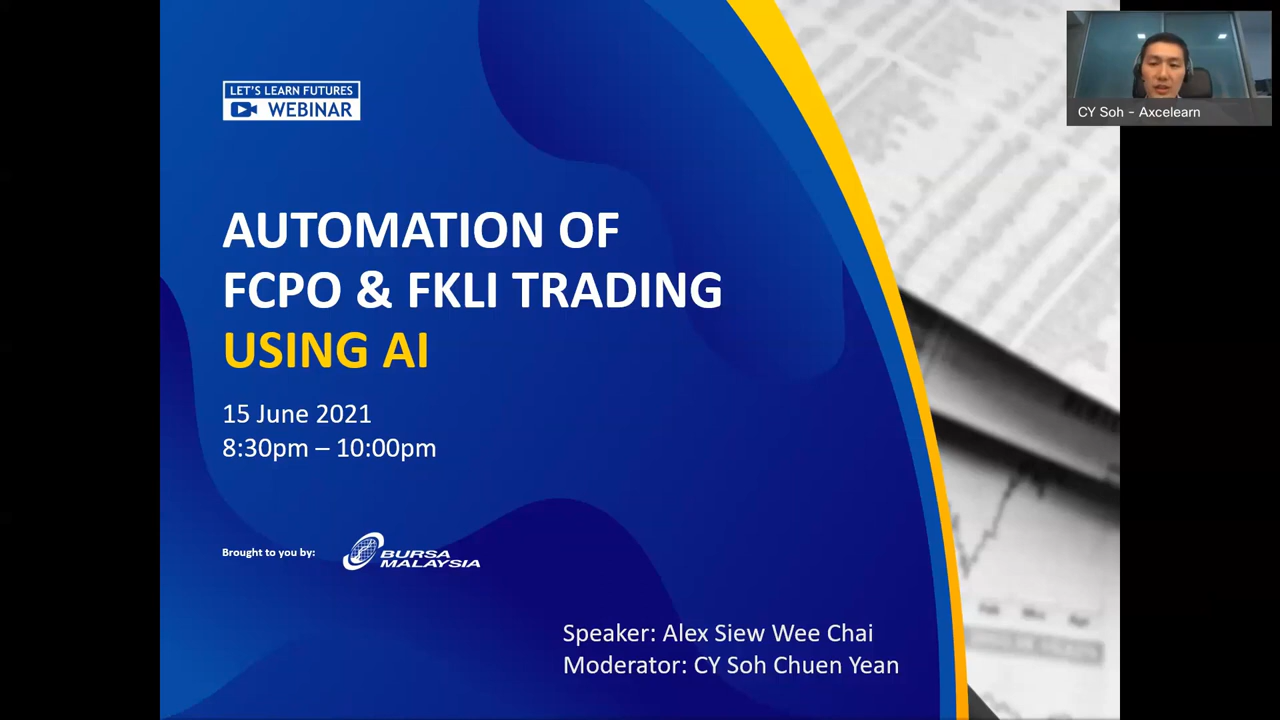 LET'S LEARN FUTURES
WEBINAR
CY Soh - Axcelearn
AUTOMATION OF
FCPO & FKLI TRADING
USING AI
15 June 2021
8:30pm – 10:00pm
Brought to you by:
BURSA
MALAYSIA
Speaker: Alex Siew Wee Chai
Moderator: CY Soh Chuen Yean